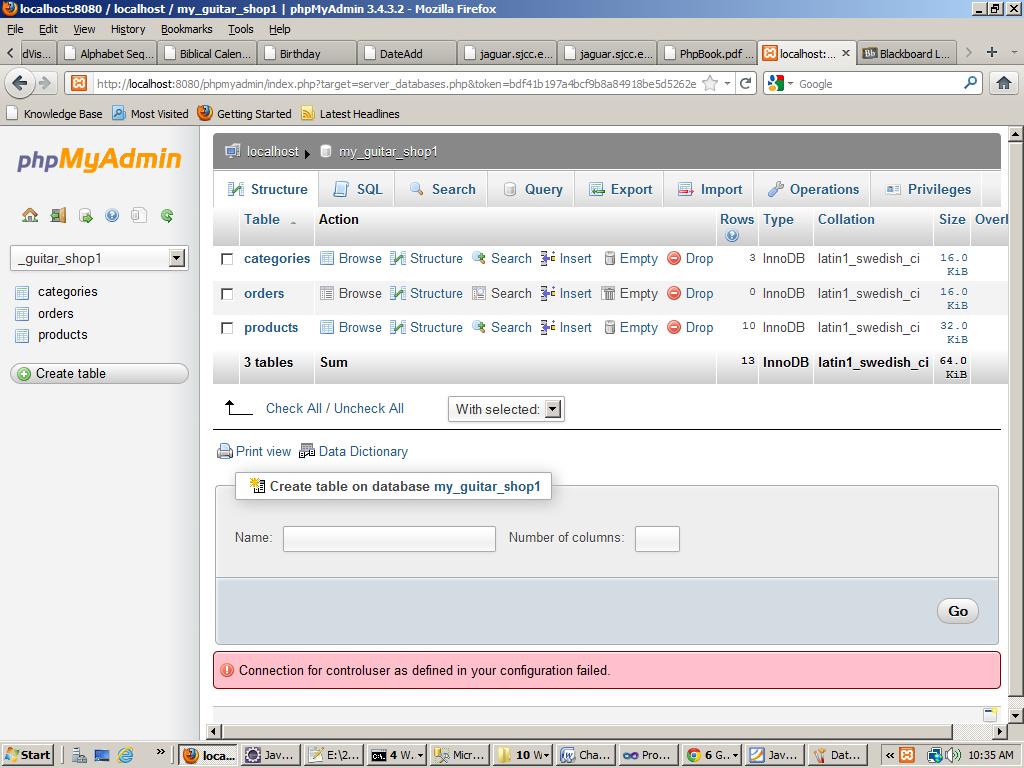 localhost:8080 / localhost / my_guitar_shop1 | phpMyAdmin 3.4.3.2 - Mozilla Firefox
File Edit View History Bookmarks Tools Help
dVis... Alphabet Seq... Biblical Calen... Birthday DateAdd jaguar.sjcc.e... jaguar.sjcc.e... PhpBook.pdf ... localhost:... Blackboard L...
http://localhost:8080/phpmyadmin/index.php?target=server_databases.php&token=bdf41b197a4bcf9b8a84918be5d5262e Google
Knowledge Base Most Visited Getting Started Latest Headlines
phpMyAdmin
_guitar_shop1
categories
orders
products
Create table
localhost my_guitar_shop1
Structure SQL Search Query Export Import Operations Privileges
Table Action Rows Type Collation Size Overh
categories Browse Structure Search Insert Empty Drop 3 InnoDB latin1_swedish_ci 16.0 KiB
orders Browse Structure Search Insert Empty Drop 0 InnoDB latin1_swedish_ci 16.0 KiB
products Browse Structure Search Insert Empty Drop 10 InnoDB latin1_swedish_ci 32.0 KiB
3 tables Sum 13 InnoDB latin1_swedish_ci 64.0 KiB
Check All / Uncheck All With selected:
Print view Data Dictionary
Create table on database my_guitar_shop1
Name: Number of columns:
Go
Connection for controluser as defined in your configuration failed.
Start » loca... Jav... E:\2... 4 W... Micr... 10 W Cha... Pro... 6 G... Jav... Dat... « 10:35 AM